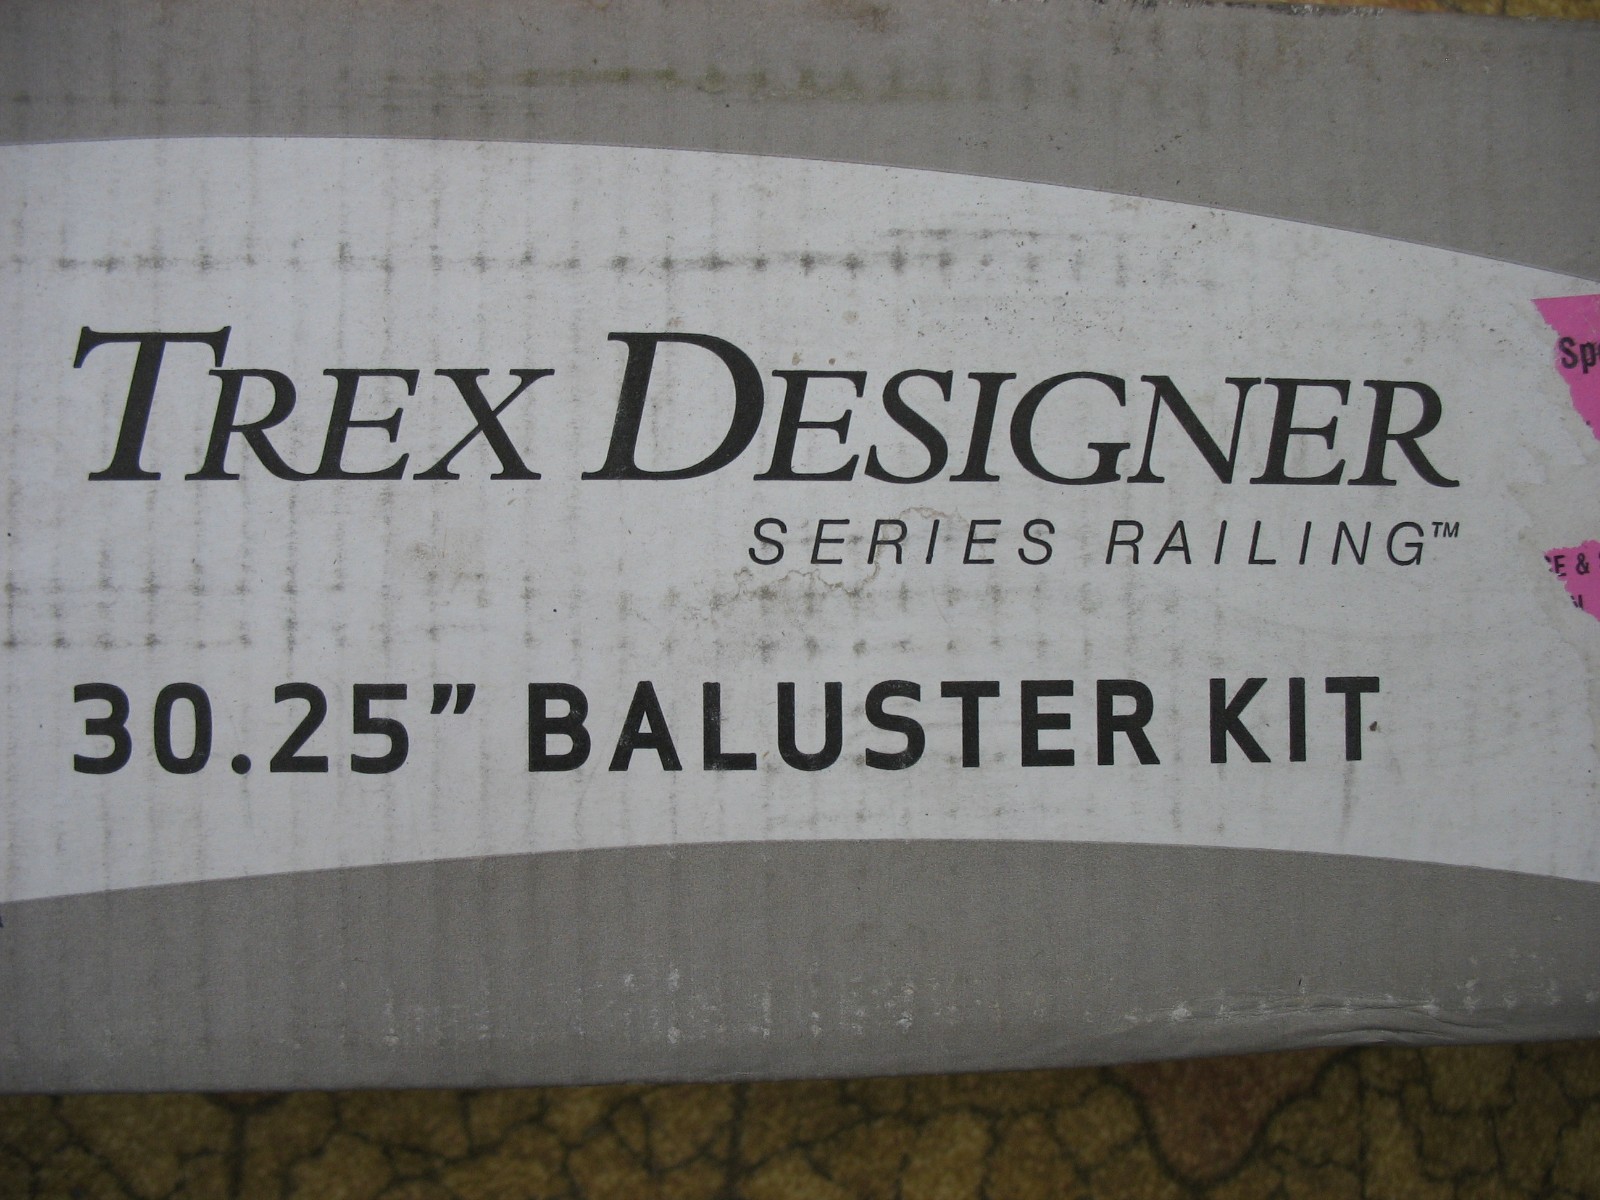 TREX DESIGNER
SERIES RAILING™
30.25” BALUSTER KIT
&